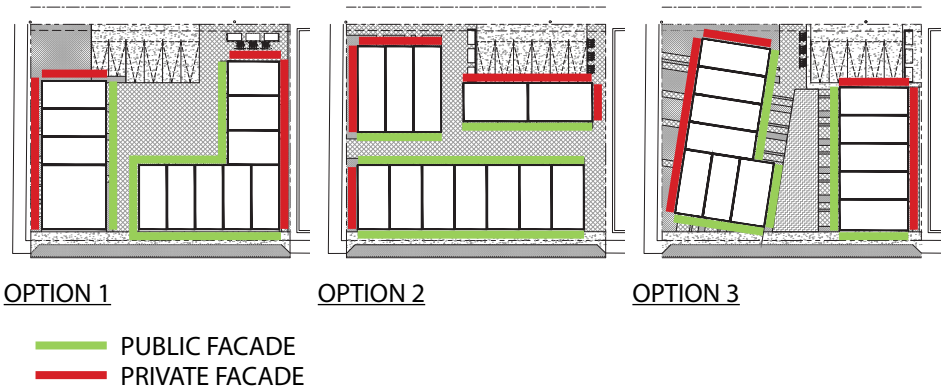 OPTION 1
OPTION 2
OPTION 3
PUBLIC FACADE
PRIVATE FACADE